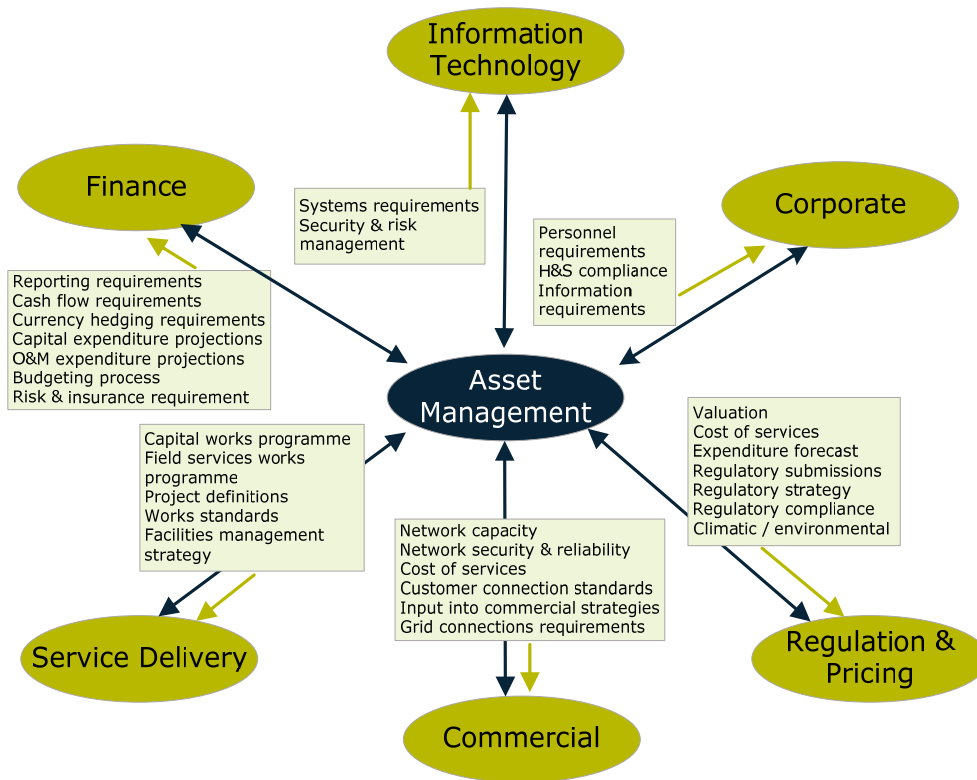 Information
Technology
Finance
Corporate
Systems requirements
Security & risk
management
Personnel
requirements
H&S compliance
Information
requirements
Reporting requirements
Cash flow requirements
Currency hedging requirements
Capital expenditure projections
O&M expenditure projections
Budgeting process
Risk & insurance requirement
Asset
Management
Valuation
Cost of services
Expenditure forecast
Regulatory submissions
Regulatory strategy
Regulatory compliance
Climatic / environmental
Capital works programme
Field services works
programme
Project definitions
Works standards
Facilities management
strategy
Network capacity
Network security & reliability
Cost of services
Customer connection standards
Input into commercial strategies
Grid connections requirements
Service Delivery
Regulation &
Pricing
Commercial